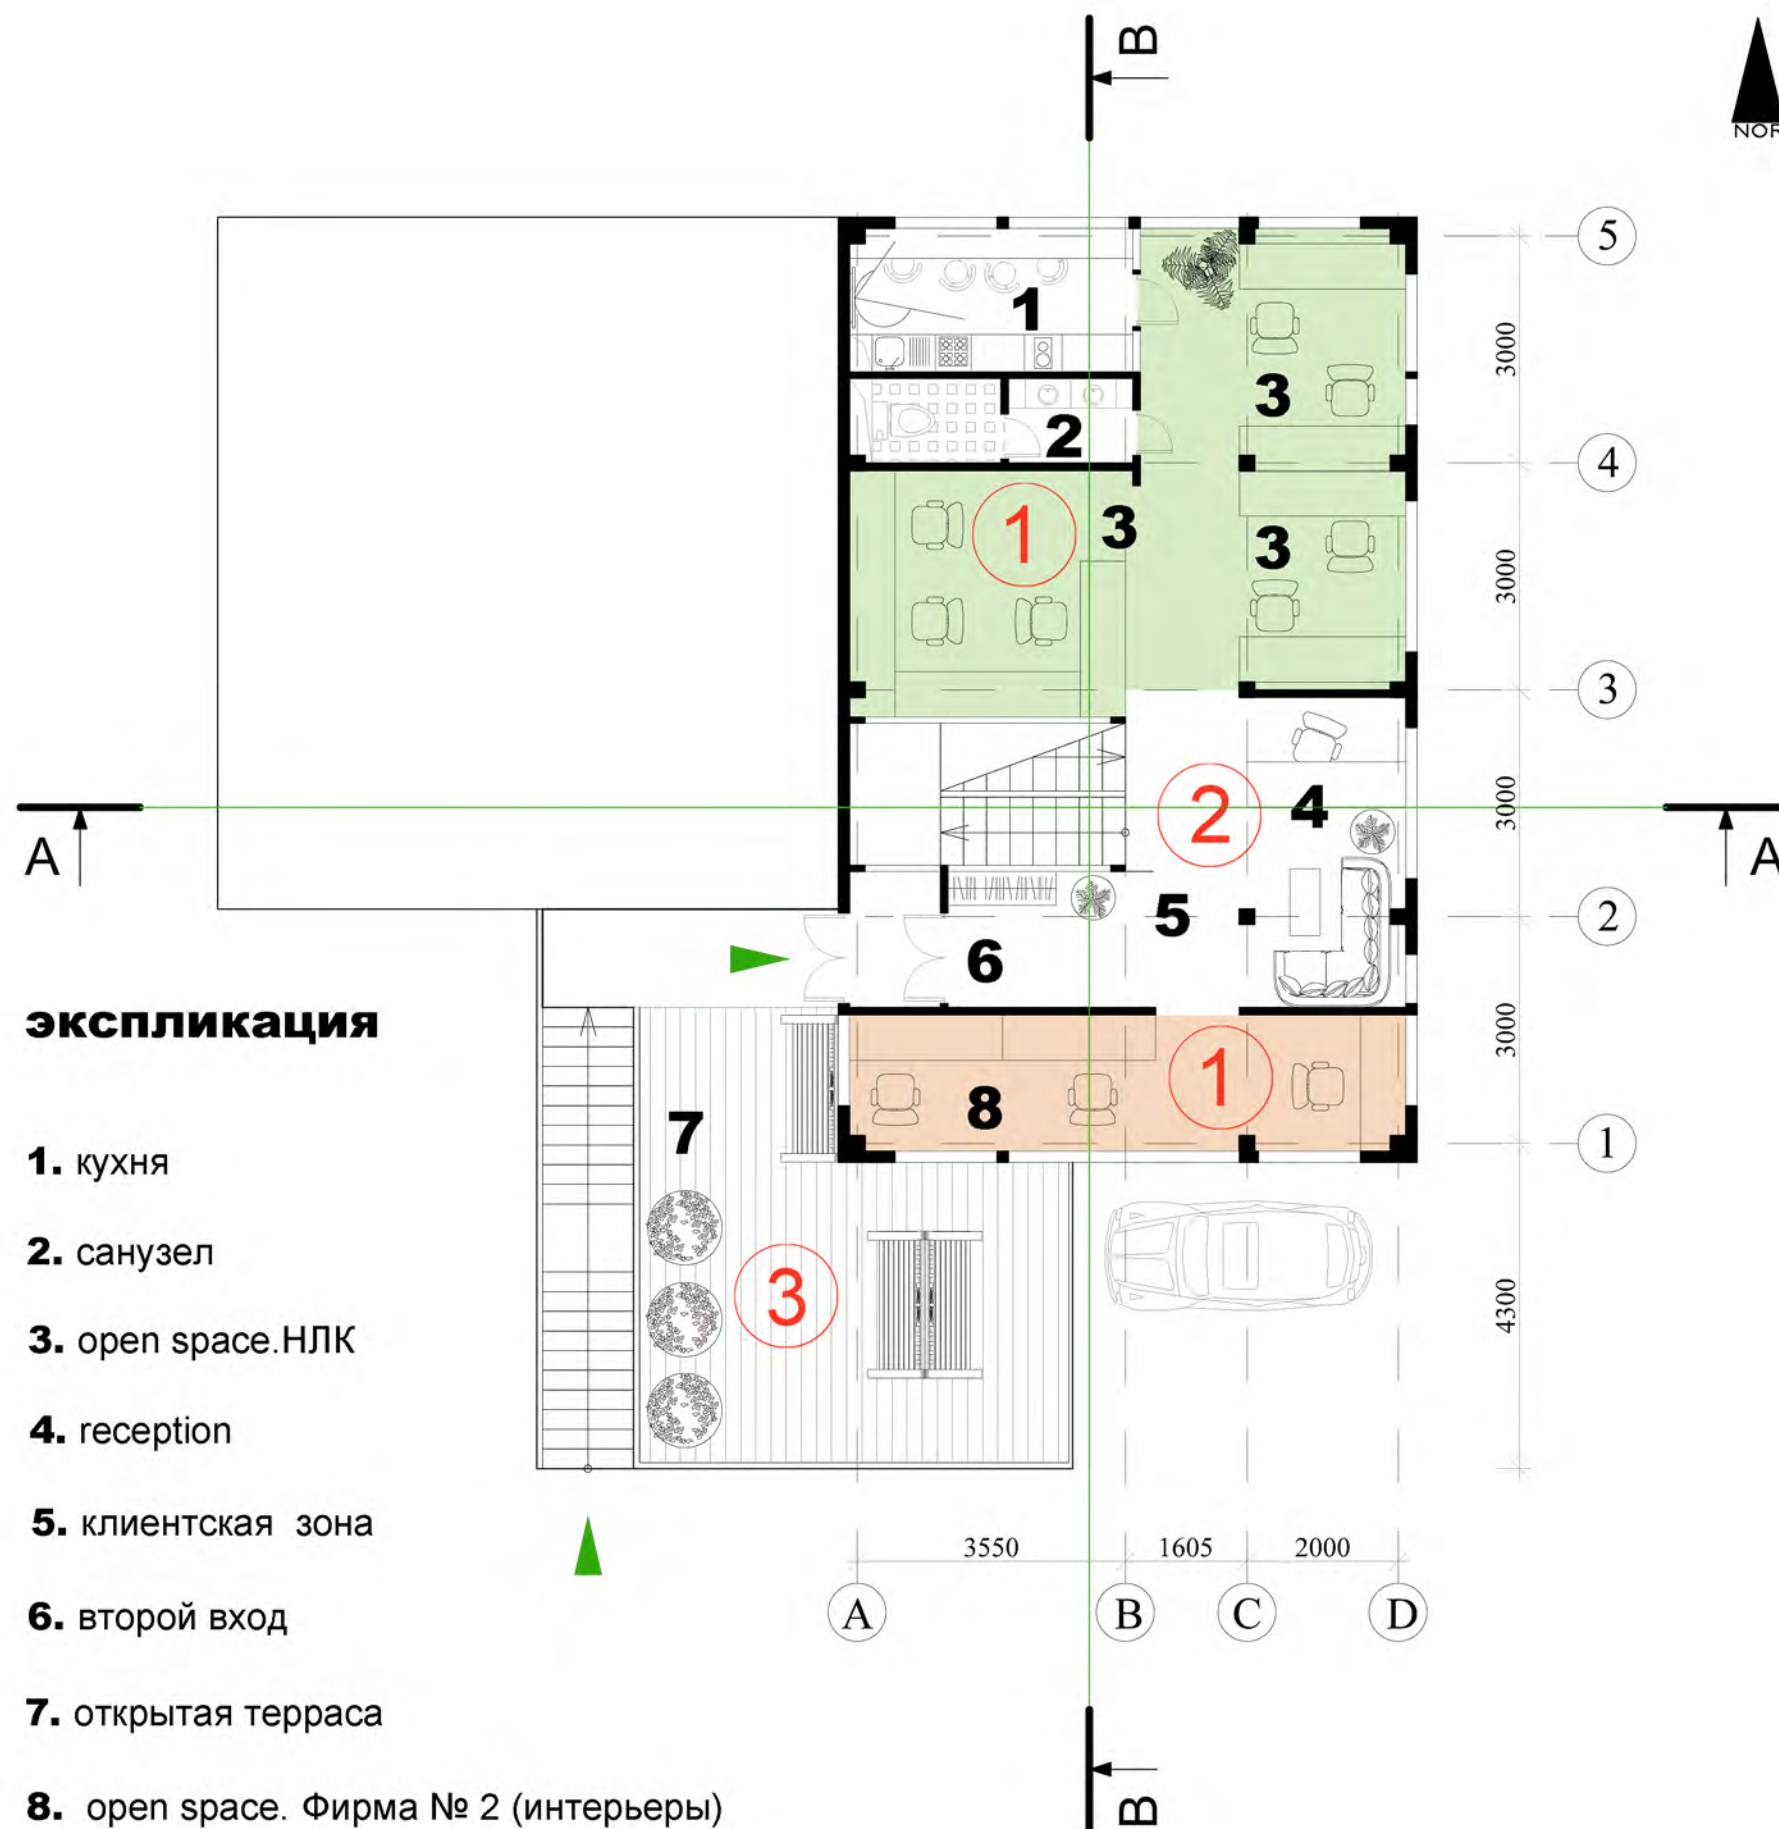 B
NOR
5
1
3000
3
4
2
1
3
3
3000
3
2
4
3000
A
A
5
2
6
экспликация
3000
1
8
7
1
1. кухня
2. санузел
3
4300
3. open space.НЛК
4. reception
5. клиентская зона
3550
1605
2000
6. второй вход
A
B
C
D
7. открытая терраса
8. open space. Фирма № 2 (интерьеры)
B